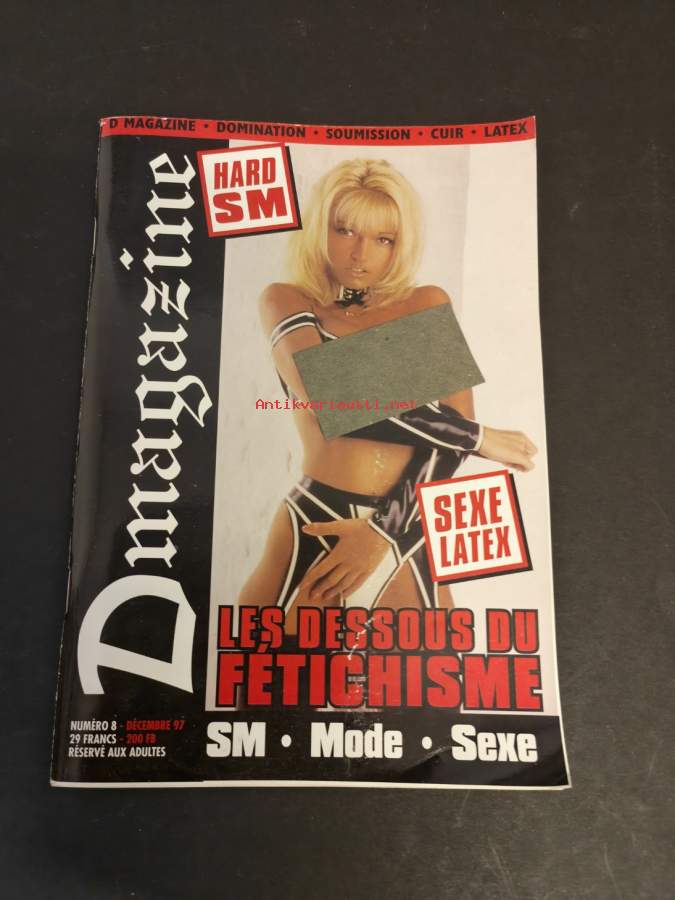 D MAGAZINE • DOMINATION • SOUMISSION • CUIR • LATEX
HARD
SM
Dmagazine
Antikvariaatti.net
SEXE
LATEX
LES DESSOUS DU
FÉTICHISME
NUMÉRO 8 - DÉCEMBRE 97
29 FRANCS - 200 FB
RÉSERVÉ AUX ADULTES
SM • Mode • Sexe